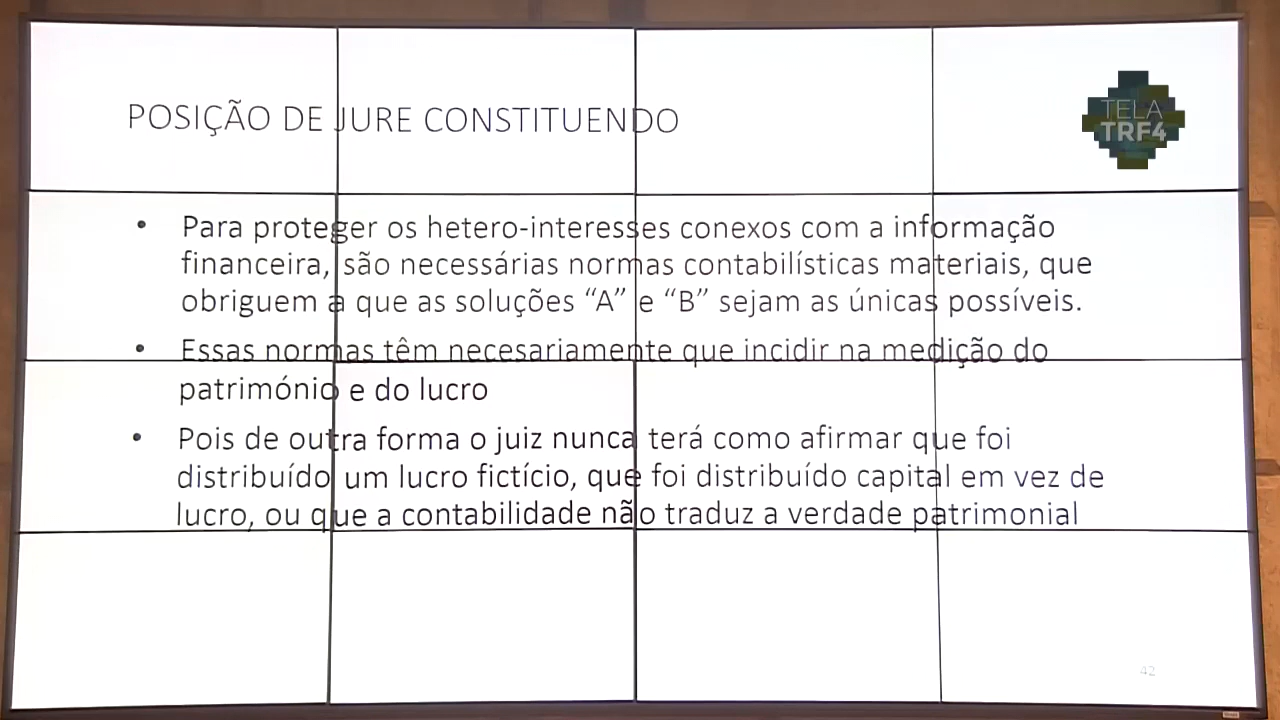 POSIÇÃO DE JURE CONSTITUENDO
TELA
TRF4
• Para proteger os hetero-interesses conexos com a informação
financeira, são necessárias normas contabilísticas materiais, que
obriguem a que as soluções “A” e “B” sejam as únicas possíveis.
• Essas normas têm necesariamente que incidir na medição do
património e do lucro
• Pois de outra forma o juiz nunca terá como afirmar que foi
distribuído um lucro fictício, que foi distribuído capital em vez de
lucro, ou que a contabilidade não traduz a verdade patrimonial
42